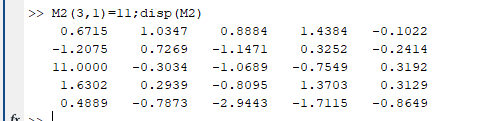 >> M2(3,1)=11;disp(M2)
0.6715 1.0347 0.8884 1.4384 -0.1022
-1.2075 0.7269 -1.1471 0.3252 -0.2414
11.0000 -0.3034 -1.0689 -0.7549 0.3192
1.6302 0.2939 -0.8095 1.3703 0.3129
0.4889 -0.7873 -2.9443 -1.7115 -0.8649
fx >>